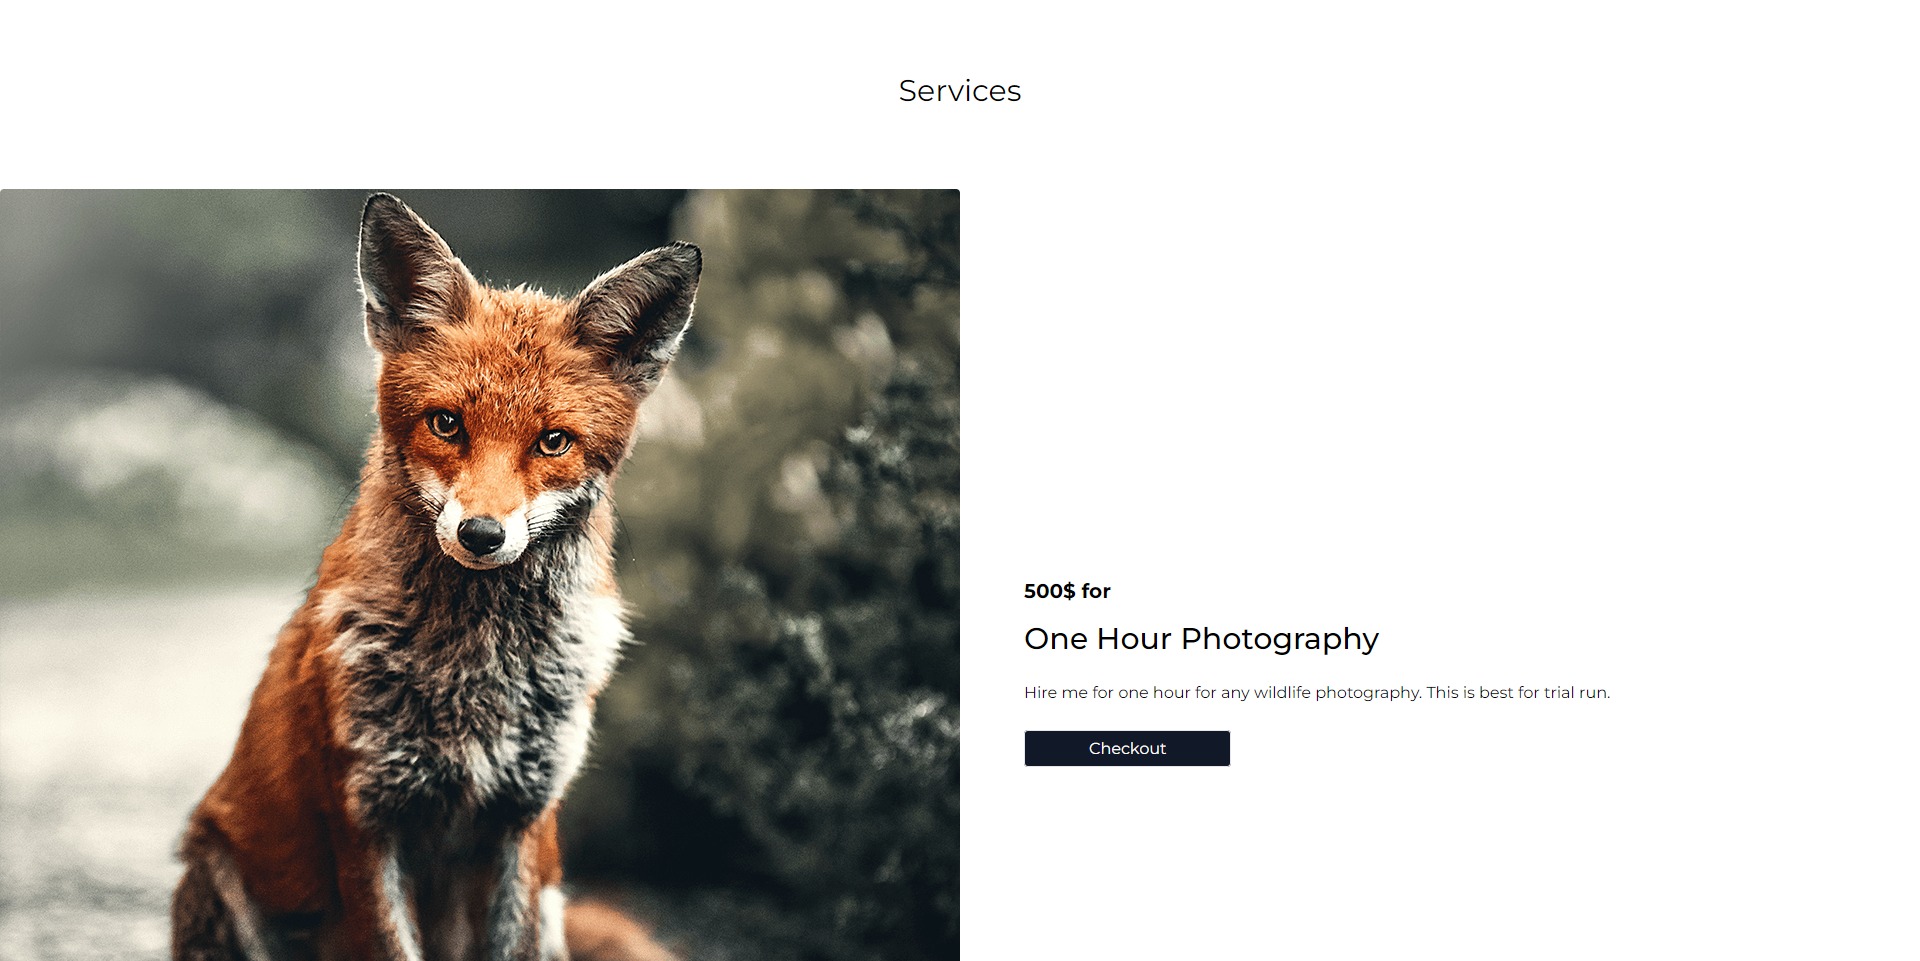 Services
500$ for
One Hour Photography
Hire me for one hour for any wildlife photography. This is best for trial run.
Checkout